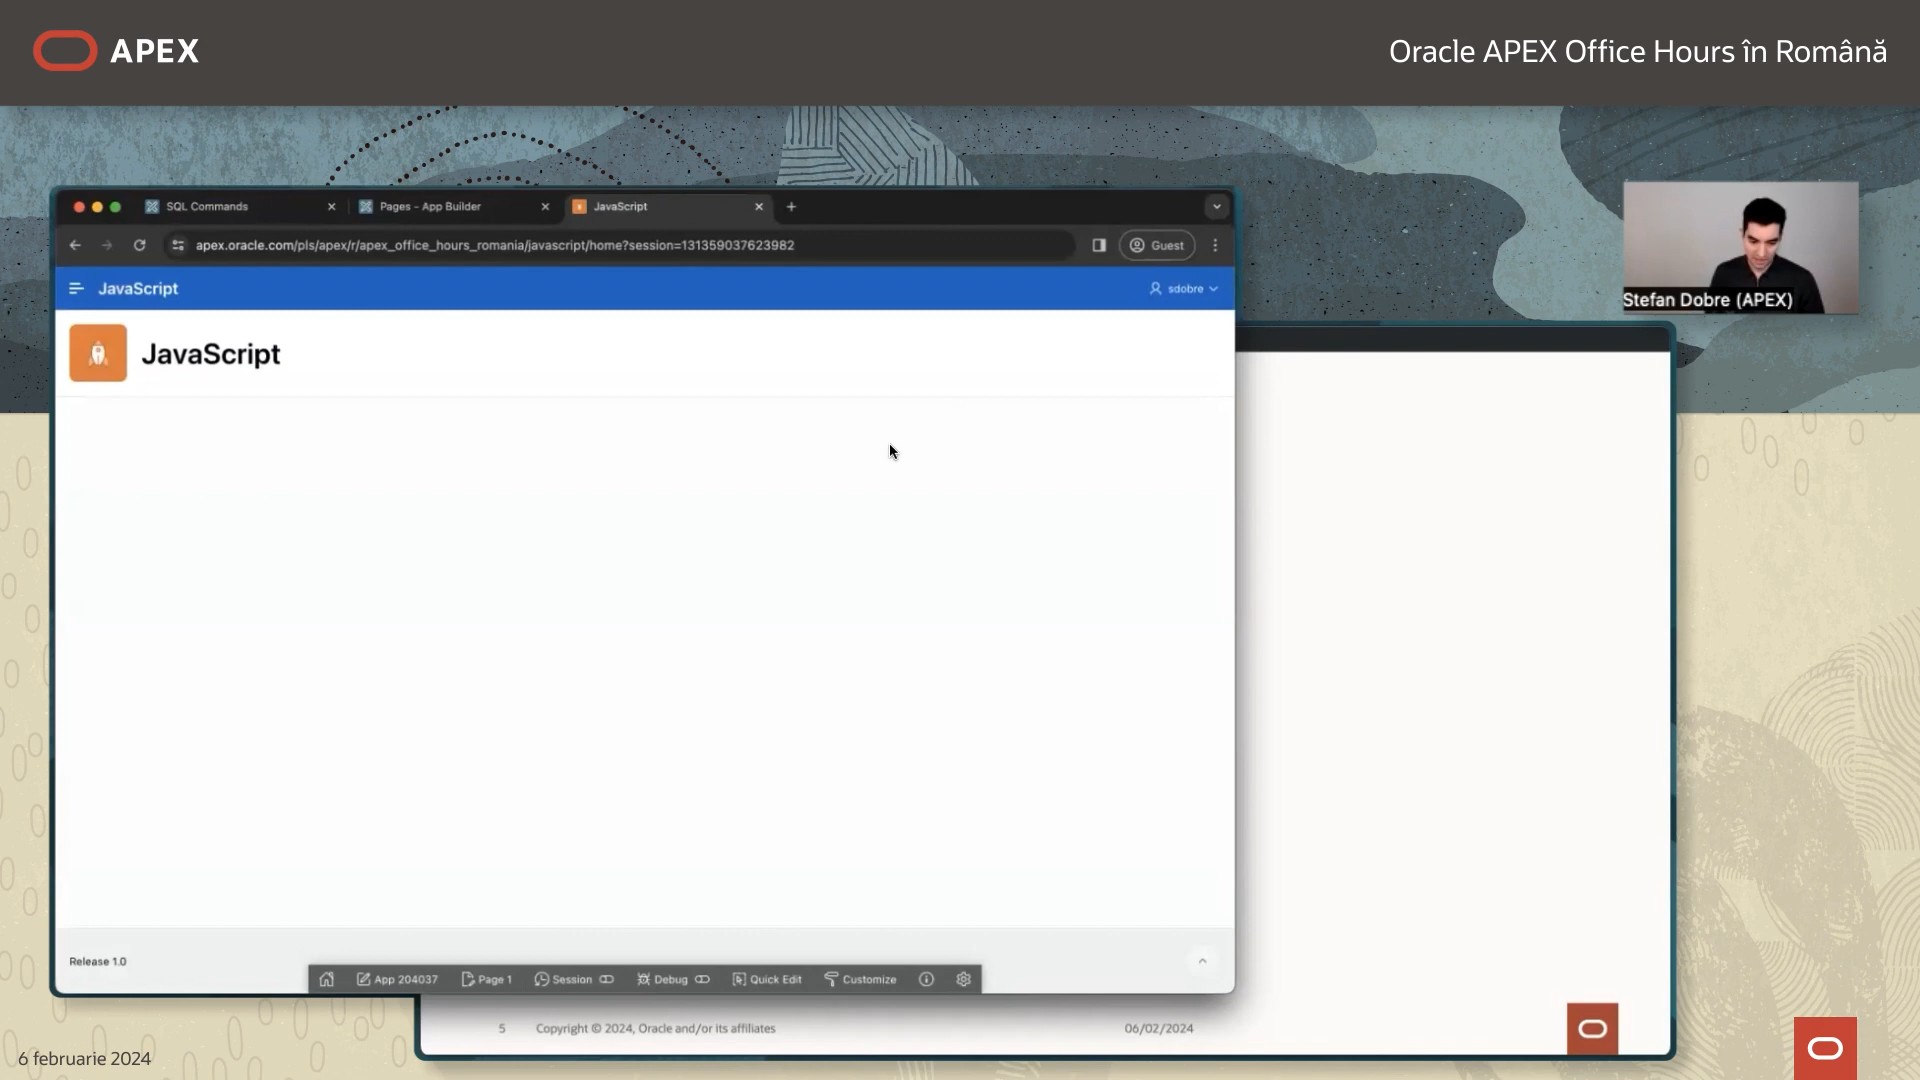 APEX
Oracle APEX Office Hours în Română
SQL Commands
Pages - App Builder
JavaScript
apex.oracle.com/pls/apex/r/apex_office_hours_romania/javascript/home?session=131359037623982
Guest
JavaScript
sdobre
JavaScript
Stefan Dobre (APEX)
Release 1.0
App 204037
Page 1
Session
Debug
Quick Edit
Customize
5
Copyright © 2024, Oracle and/or its affiliates
06/02/2024
6 februarie 2024